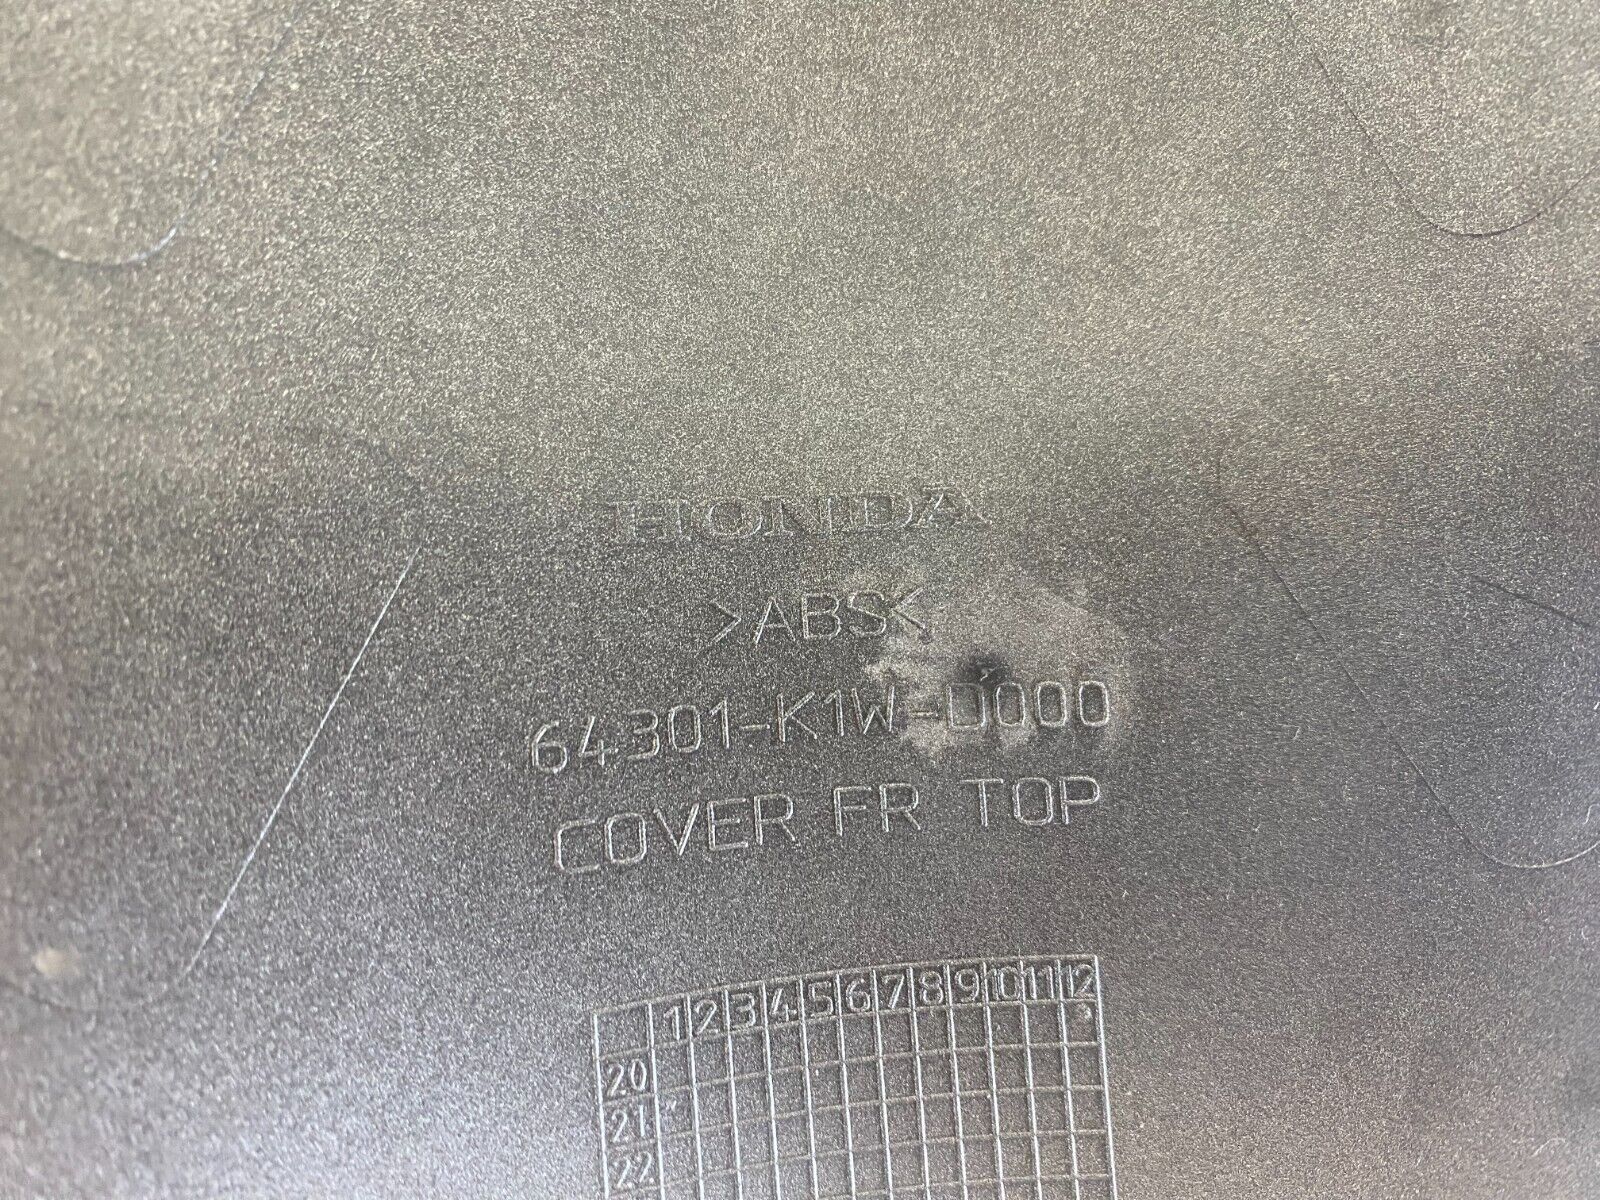 HONDA
>ABS<
64301-K1W-D000
COVER FR TOP
1 2 3 4 5 6 7 8 9 10 11 12
20
21
22